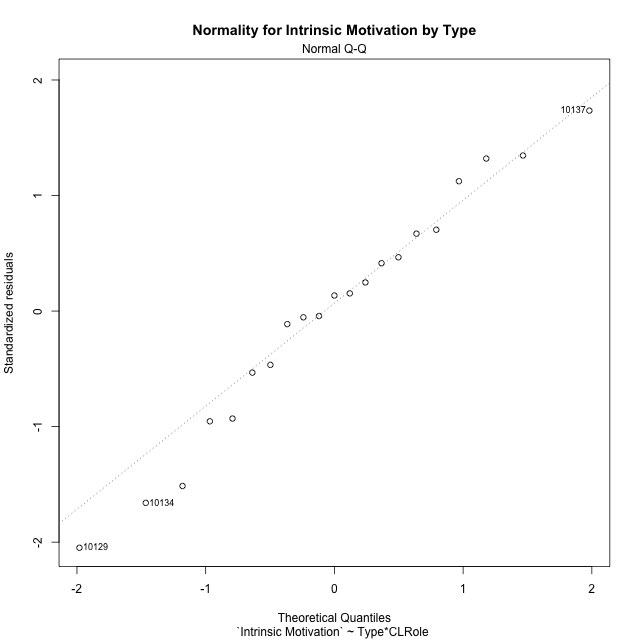 Normality for Intrinsic Motivation by Type
Normal Q-Q
2
1
0
-1
-2
Standardized residuals
10137
10134
10129
-2 -1 0 1 2
Theoretical Quantiles
`Intrinsic Motivation` ~ Type*CLRole